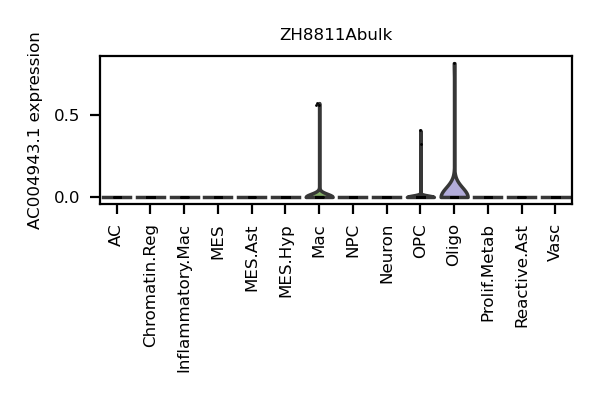 ZH8811Abulk
AC004943.1 expression
0.5
0.0
AC
Chromatin.Reg
Inflammatory.Mac
MES
MES.Ast
MES.Hyp
Mac
NPC
Neuron
OPC
Oligo
Prolif.Metab
Reactive.Ast
Vasc